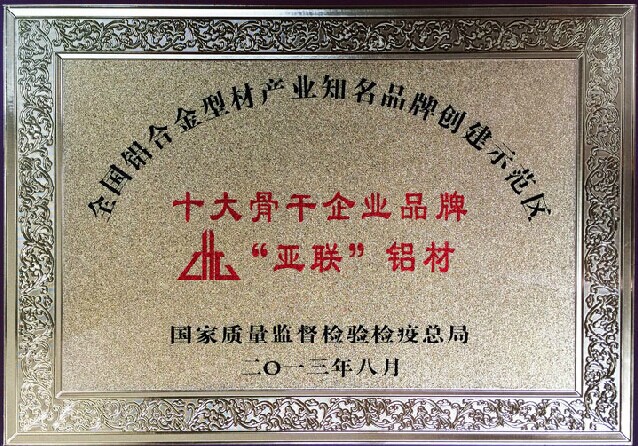 全国铝合金型材产业知名品牌创建示范区
十大骨干企业品牌
“亚联”铝材
国家质量监督检验检疫总局
二〇一三年八月